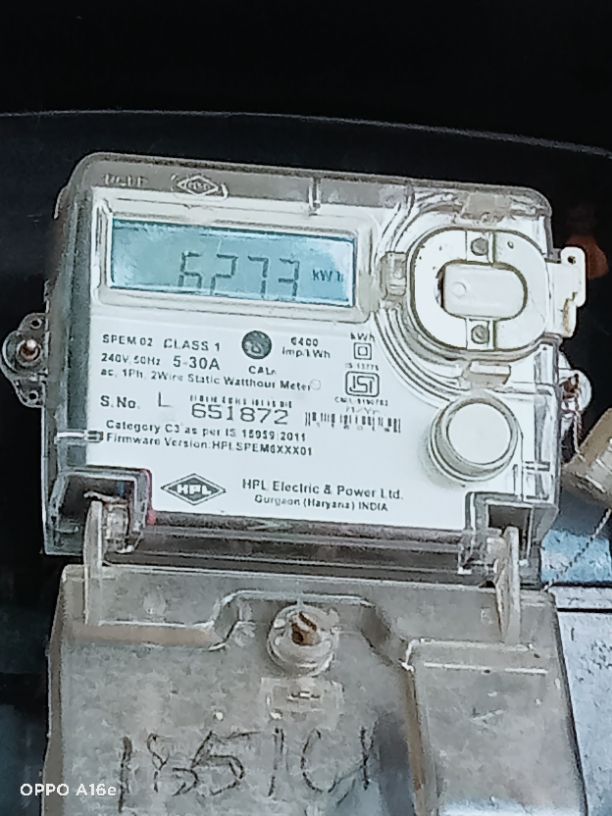 6273 kWh
SPEM 02 CLASS 1 6400 imp/kWh kWh
240V, 50Hz 5-30A CAL
ac, 1Ph, 2Wire Static Watthour Meter
S.No. L 651872
Category C3 as per IS 15959:2011
Firmware Version:HPLSPEM6XXX01
HPL HPL Electric & Power Ltd.
Gurgaon (Haryana) INDIA
OPPO A16e